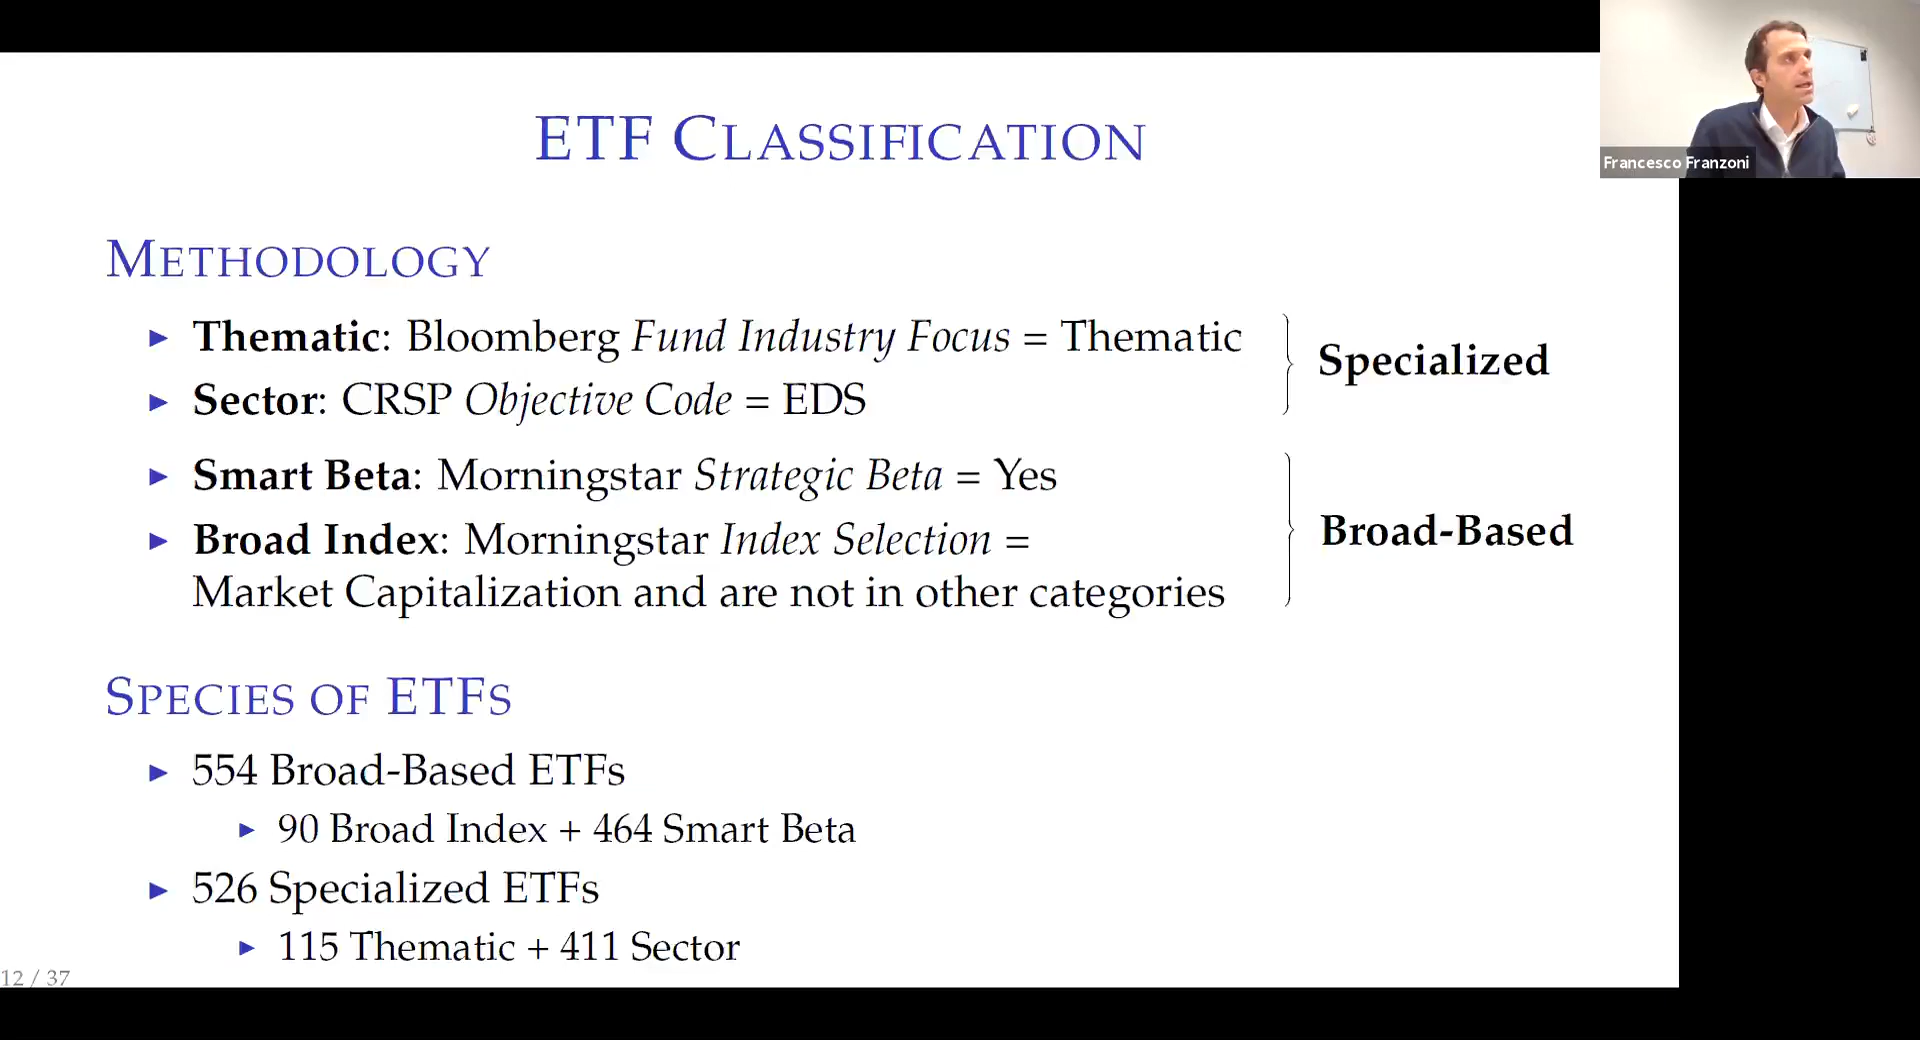 ETF CLASSIFICATION
Francesco Franzoni
METHODOLOGY
Thematic: Bloomberg Fund Industry Focus = Thematic
Sector: CRSP Objective Code = EDS
Specialized
Smart Beta: Morningstar Strategic Beta = Yes
Broad Index: Morningstar Index Selection =
Market Capitalization and are not in other categories
Broad-Based
SPECIES OF ETFS
554 Broad-Based ETFs
90 Broad Index + 464 Smart Beta
526 Specialized ETFs
115 Thematic + 411 Sector
12 / 37